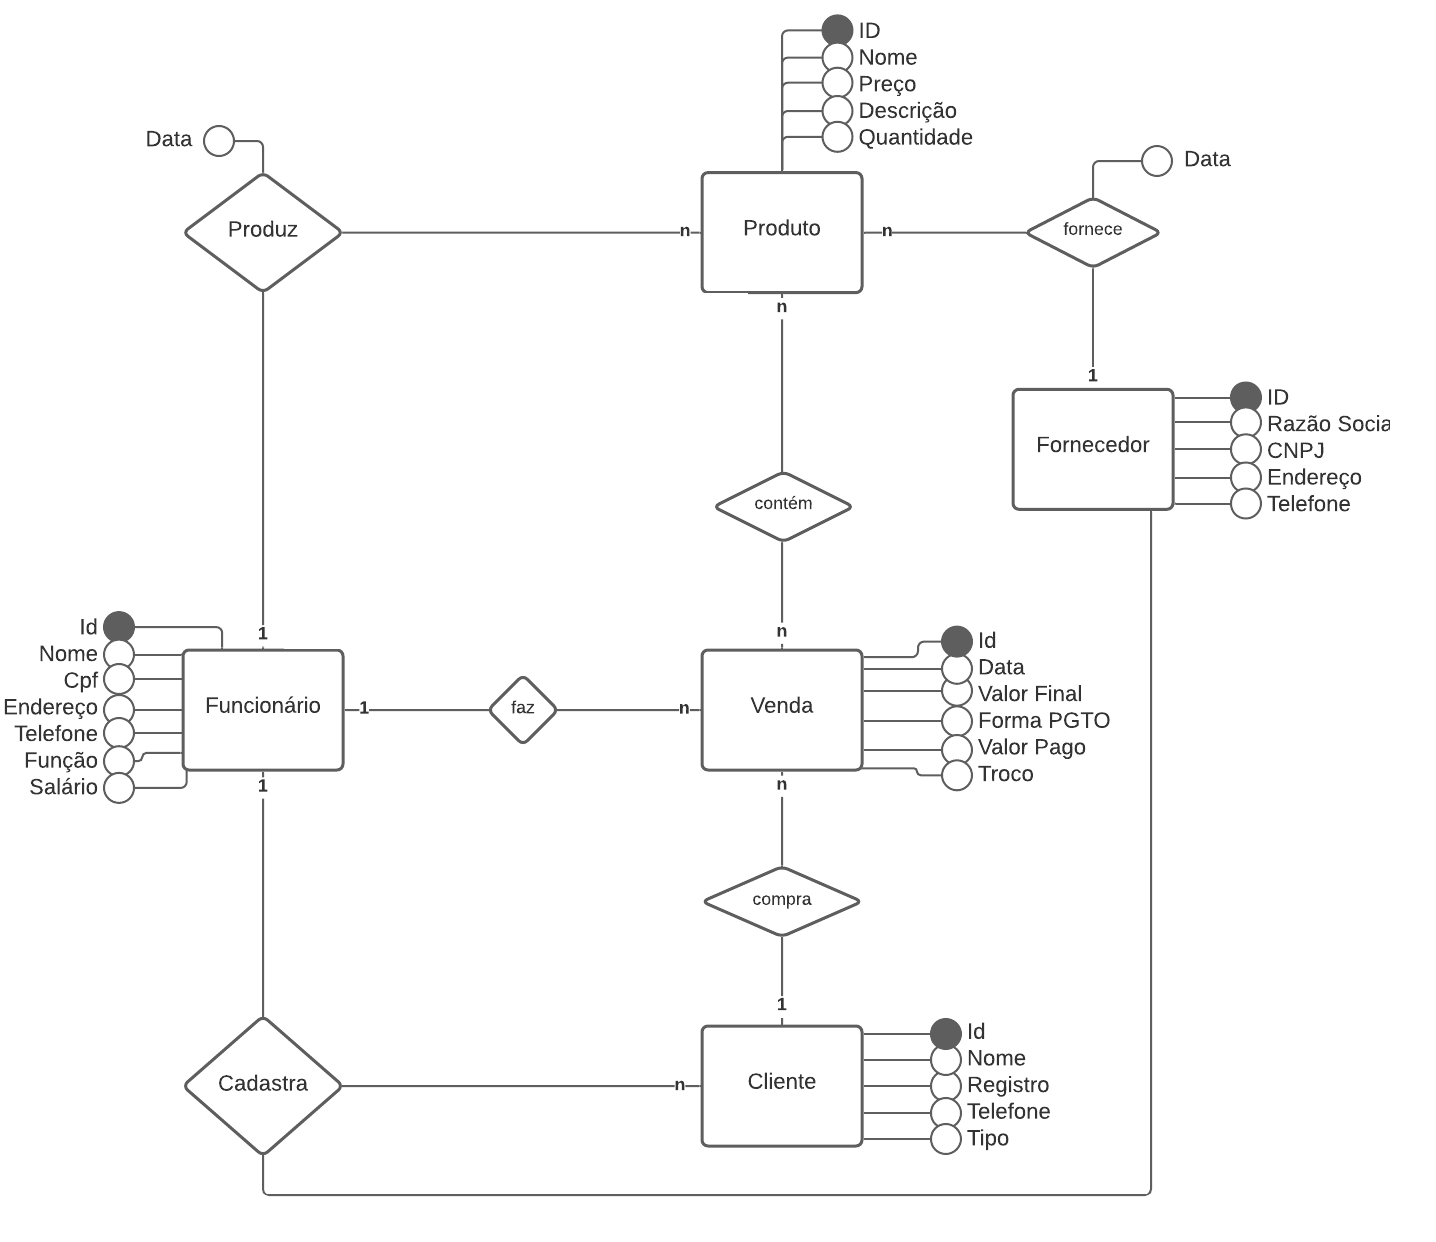 ID
Nome
Preço
Descrição
Quantidade
Data
Data
Produz
n
Produto
n
fornece
n
1
ID
Razão Socia
CNPJ
Endereço
Telefone
Fornecedor
contém
n
1
Id
Nome
Cpf
Endereço
Telefone
Função
Salário
Funcionário
1
faz
n
Venda
Id
Data
Valor Final
Forma PGTO
Valor Pago
Troco
1
n
compra
1
Cadastra
n
Cliente
Id
Nome
Registro
Telefone
Tipo